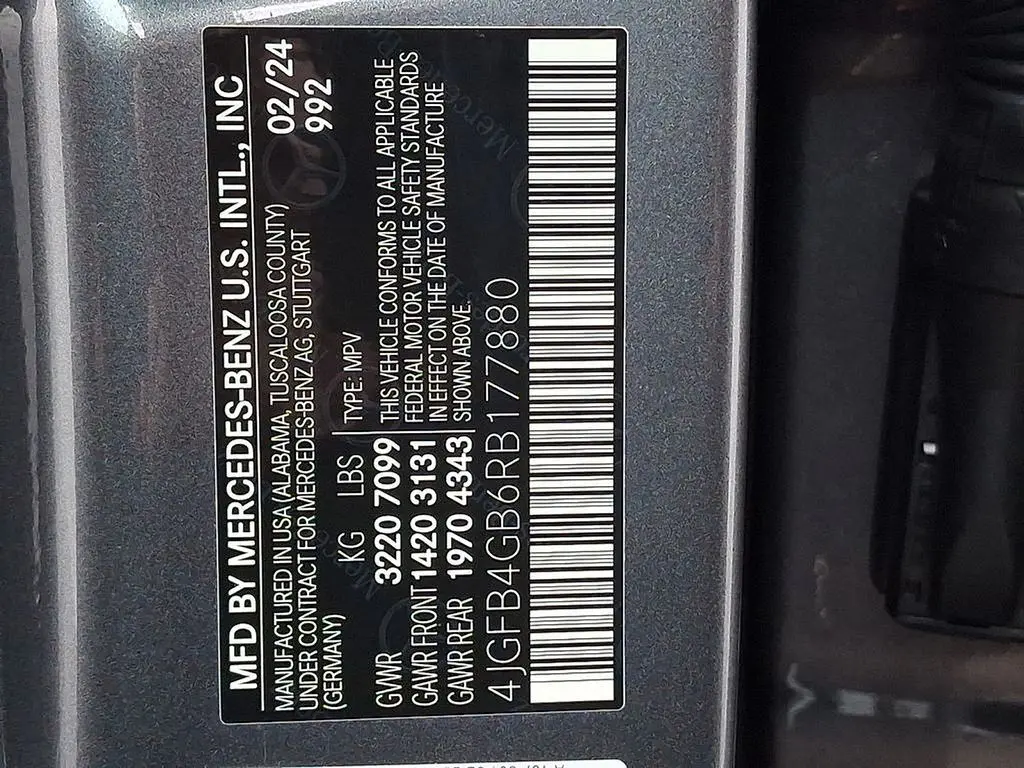 MFD BY MERCEDES-BENZ U.S. INTL., INC
MANUFACTURED IN USA (ALABAMA, TUSCALOOSA COUNTY)
UNDER CONTRACT FOR MERCEDES-BENZ AG, STUTTGART
(GERMANY)
02/24
992
KG LBS TYPE: MPV
GWWR 3220 7099
GAWR FRONT 1420 3131
GAWR REAR 1970 4343
THIS VEHICLE CONFORMS TO ALL APPLICABLE
FEDERAL MOTOR VEHICLE SAFETY STANDARDS
IN EFFECT ON THE DATE OF MANUFACTURE
SHOWN ABOVE.
4JGFB4GB6RB177880